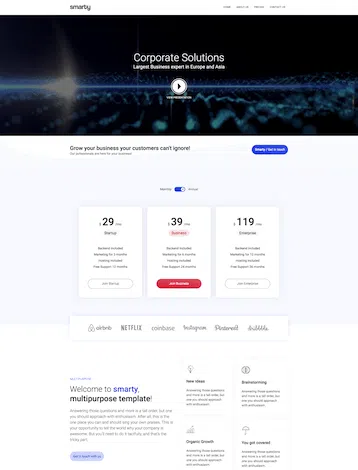 smarty
HOME ABOUT US PRICING CONTACT US
Corporate Solutions
Largest Business expert in Europe and Asia
Grow your business your customers can't ignore!
Our professionals are here for your business!
Smarty / Get in touch
Monthly Annual
$ 29 /mo
Startup
Backend Included
Marketing for 3 months
Hosting Included
Free Support 12 months
Join Startup
$ 39 /mo
Business
Backend Included
Marketing for 6 months
Hosting Included
Free Support 24 months
Join Business
$ 119 /mo
Enterprise
Backend Included
Marketing for 12 months
Hosting Included
Free Support 36 months
Join Enterprise
airbnb NETFLIX coinbase Instagram Pinterest dribbble
Welcome to smarty,
multipurpose template!
Answering those questions
and more is a tall order, but one
you should approach with enthusiasm. After all, this is the
one place you can and should sing your own praises. This is
your opportunity to tell the world why your company is
awesome. But you'll need to do it tactfully and that's the
tricky part.
Get in touch with us
New Ideas
Answering those questions
and more is a tall order, but
one you should approach
with enthusiasm.
Brainstorming
Answering those questions
and more is a tall order, but
one you should approach
with enthusiasm.
Organic Growth
Answering those questions
and more is a tall order, but
one you should approach
with enthusiasm.
You got covered
Answering those questions
and more is a tall order, but
one you should approach
with enthusiasm.